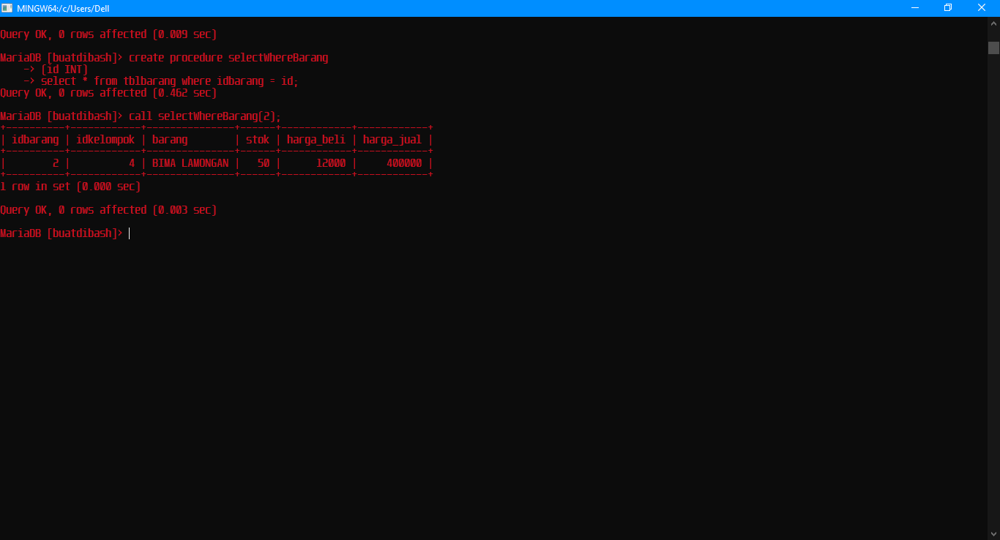 MINGW64:/c/Users/Dell
Query OK, 0 rows affected (0.009 sec)
MariaDB [buatdibash]> create procedure selectWhereBarang
    -> (id INT)
    -> select * from tblbarang where idbarang = id;
Query OK, 0 rows affected (0.462 sec)
MariaDB [buatdibash]> call selectWhereBarang(2);
+----------+------------+---------------+------+------------+------------+
| idbarang | idkelompok | barang        | stok | harga_beli | harga_jual |
+----------+------------+---------------+------+------------+------------+
|        2 |          4 | BIMA LAMONGAN |   50 |      12000 |     400000 |
+----------+------------+---------------+------+------------+------------+
1 row in set (0.000 sec)
Query OK, 0 rows affected (0.003 sec)
MariaDB [buatdibash]>